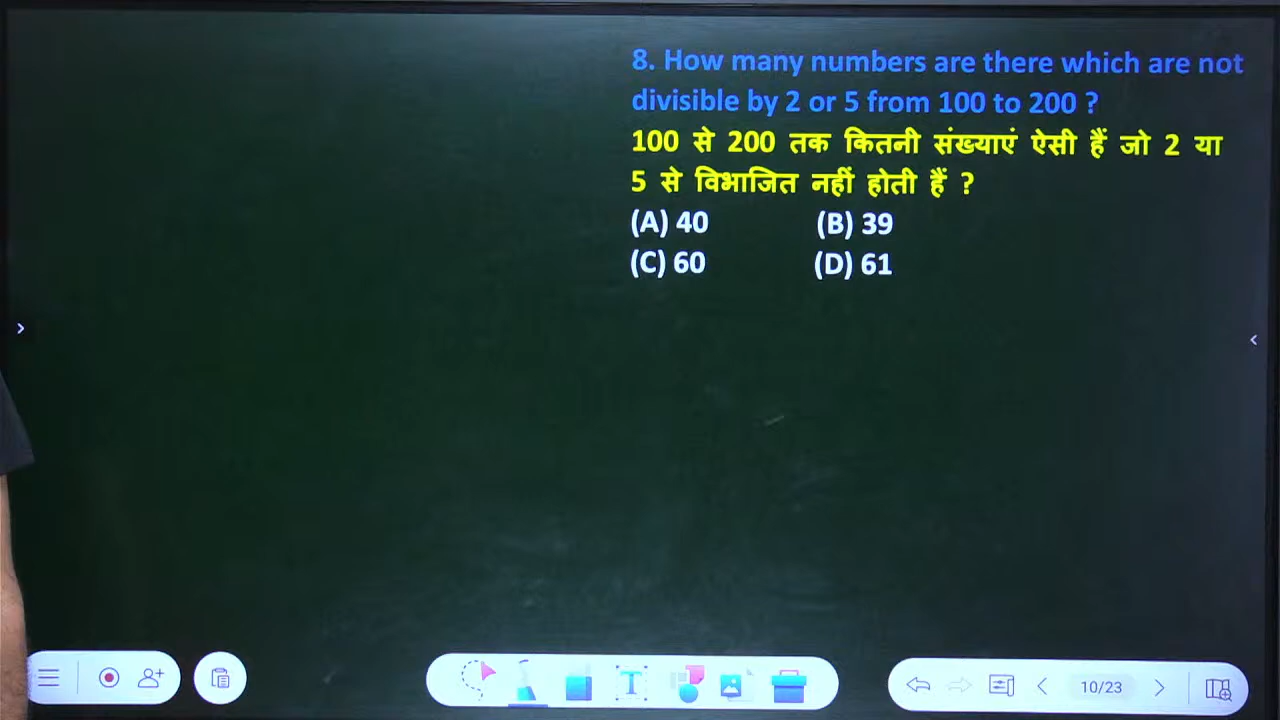 8. How many numbers are there which are not
divisible by 2 or 5 from 100 to 200 ?
100 से 200 तक कितनी संख्याएं ऐसी हैं जो 2 या
5 से विभाजित नहीं होती हैं ?
(A) 40 (B) 39
(C) 60 (D) 61
T
10/23